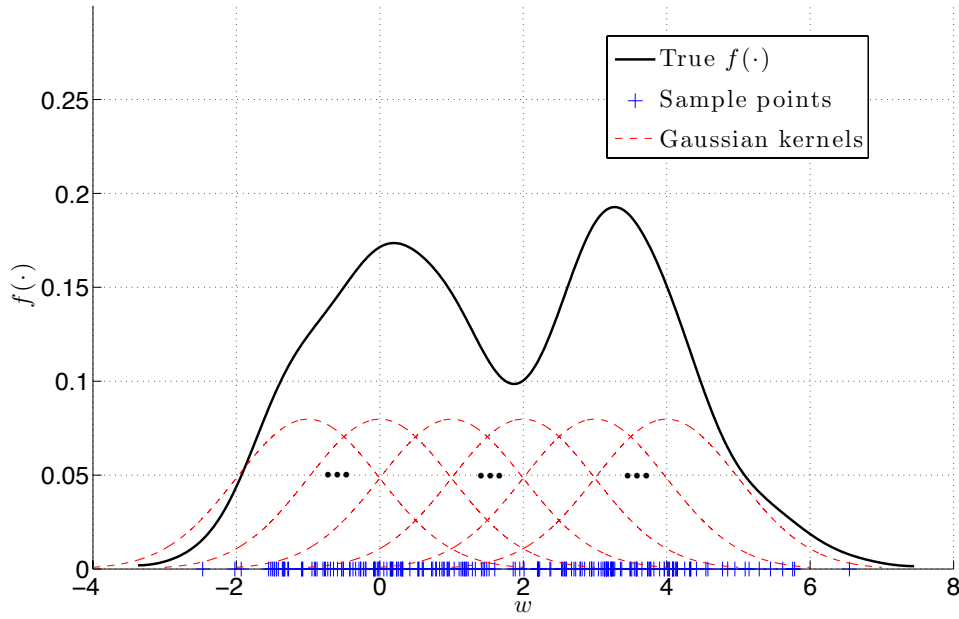 True f(·)
Sample points
Gaussian kernels
0.25
0.2
0.15
0.1
0.05
0
f(·)
−4 −2 0 2 4 6 8
w